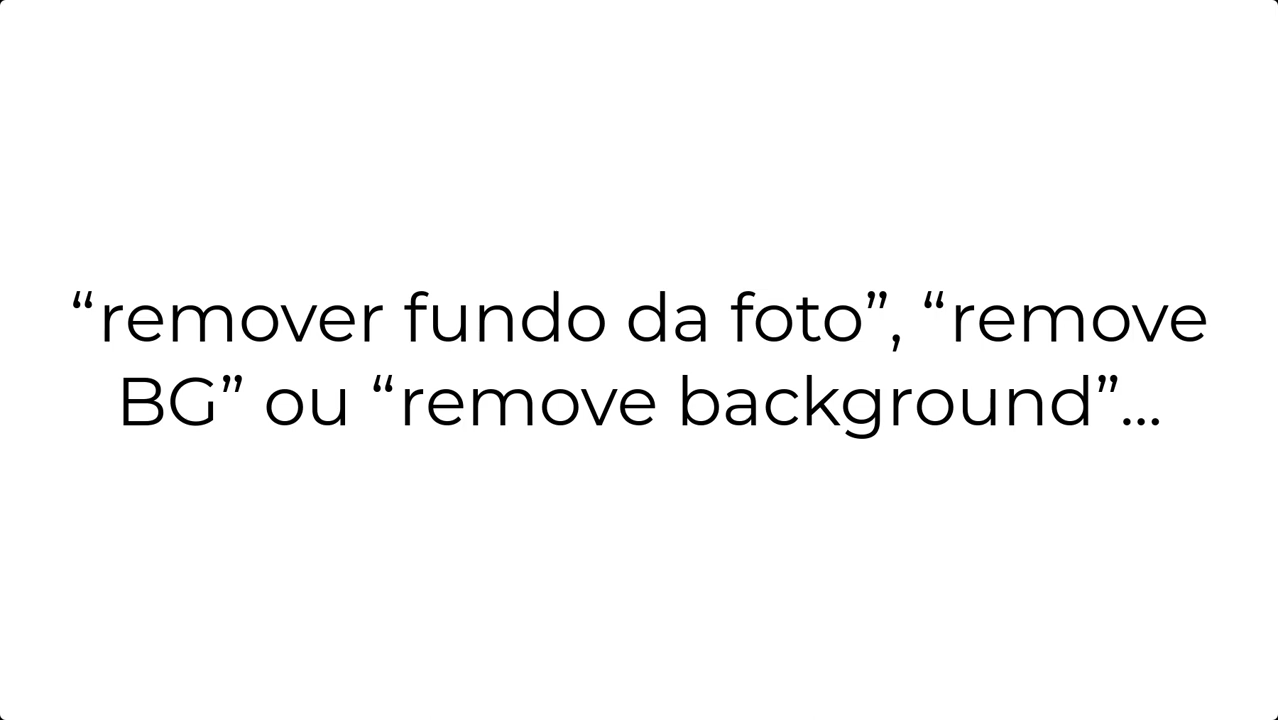 “remover fundo da foto”, “remove
BG” ou “remove background”...